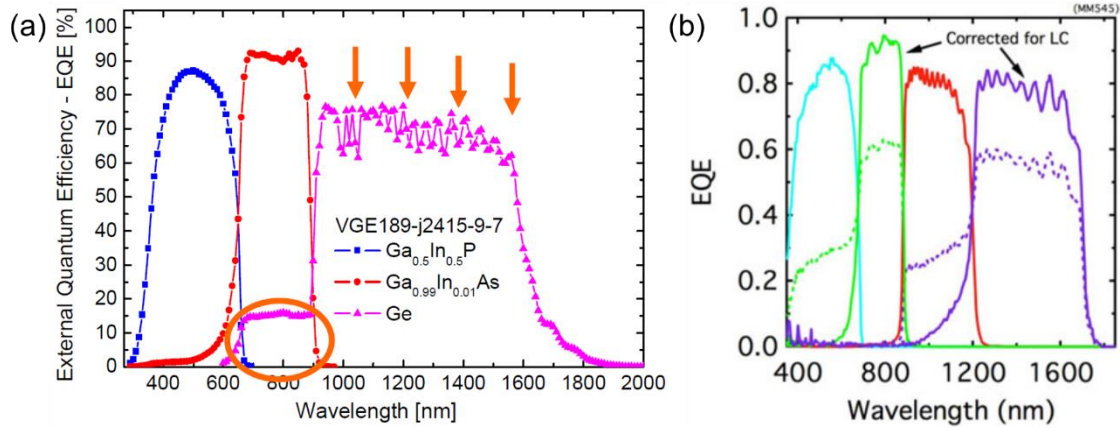 (a)
External Quantum Efficiency - EQE [%]
100
90
80
70
60
50
40
30
20
10
0
VGE189-j2415-9-7
Ga0.5In0.5P
Ga0.99In0.01As
Ge
400 600 800 1000 1200 1400 1600 1800 2000
Wavelength [nm]
(b)
(MM545)
Corrected for LC
EQE
1.0
0.8
0.6
0.4
0.2
0.0
400 800 1200 1600
Wavelength (nm)